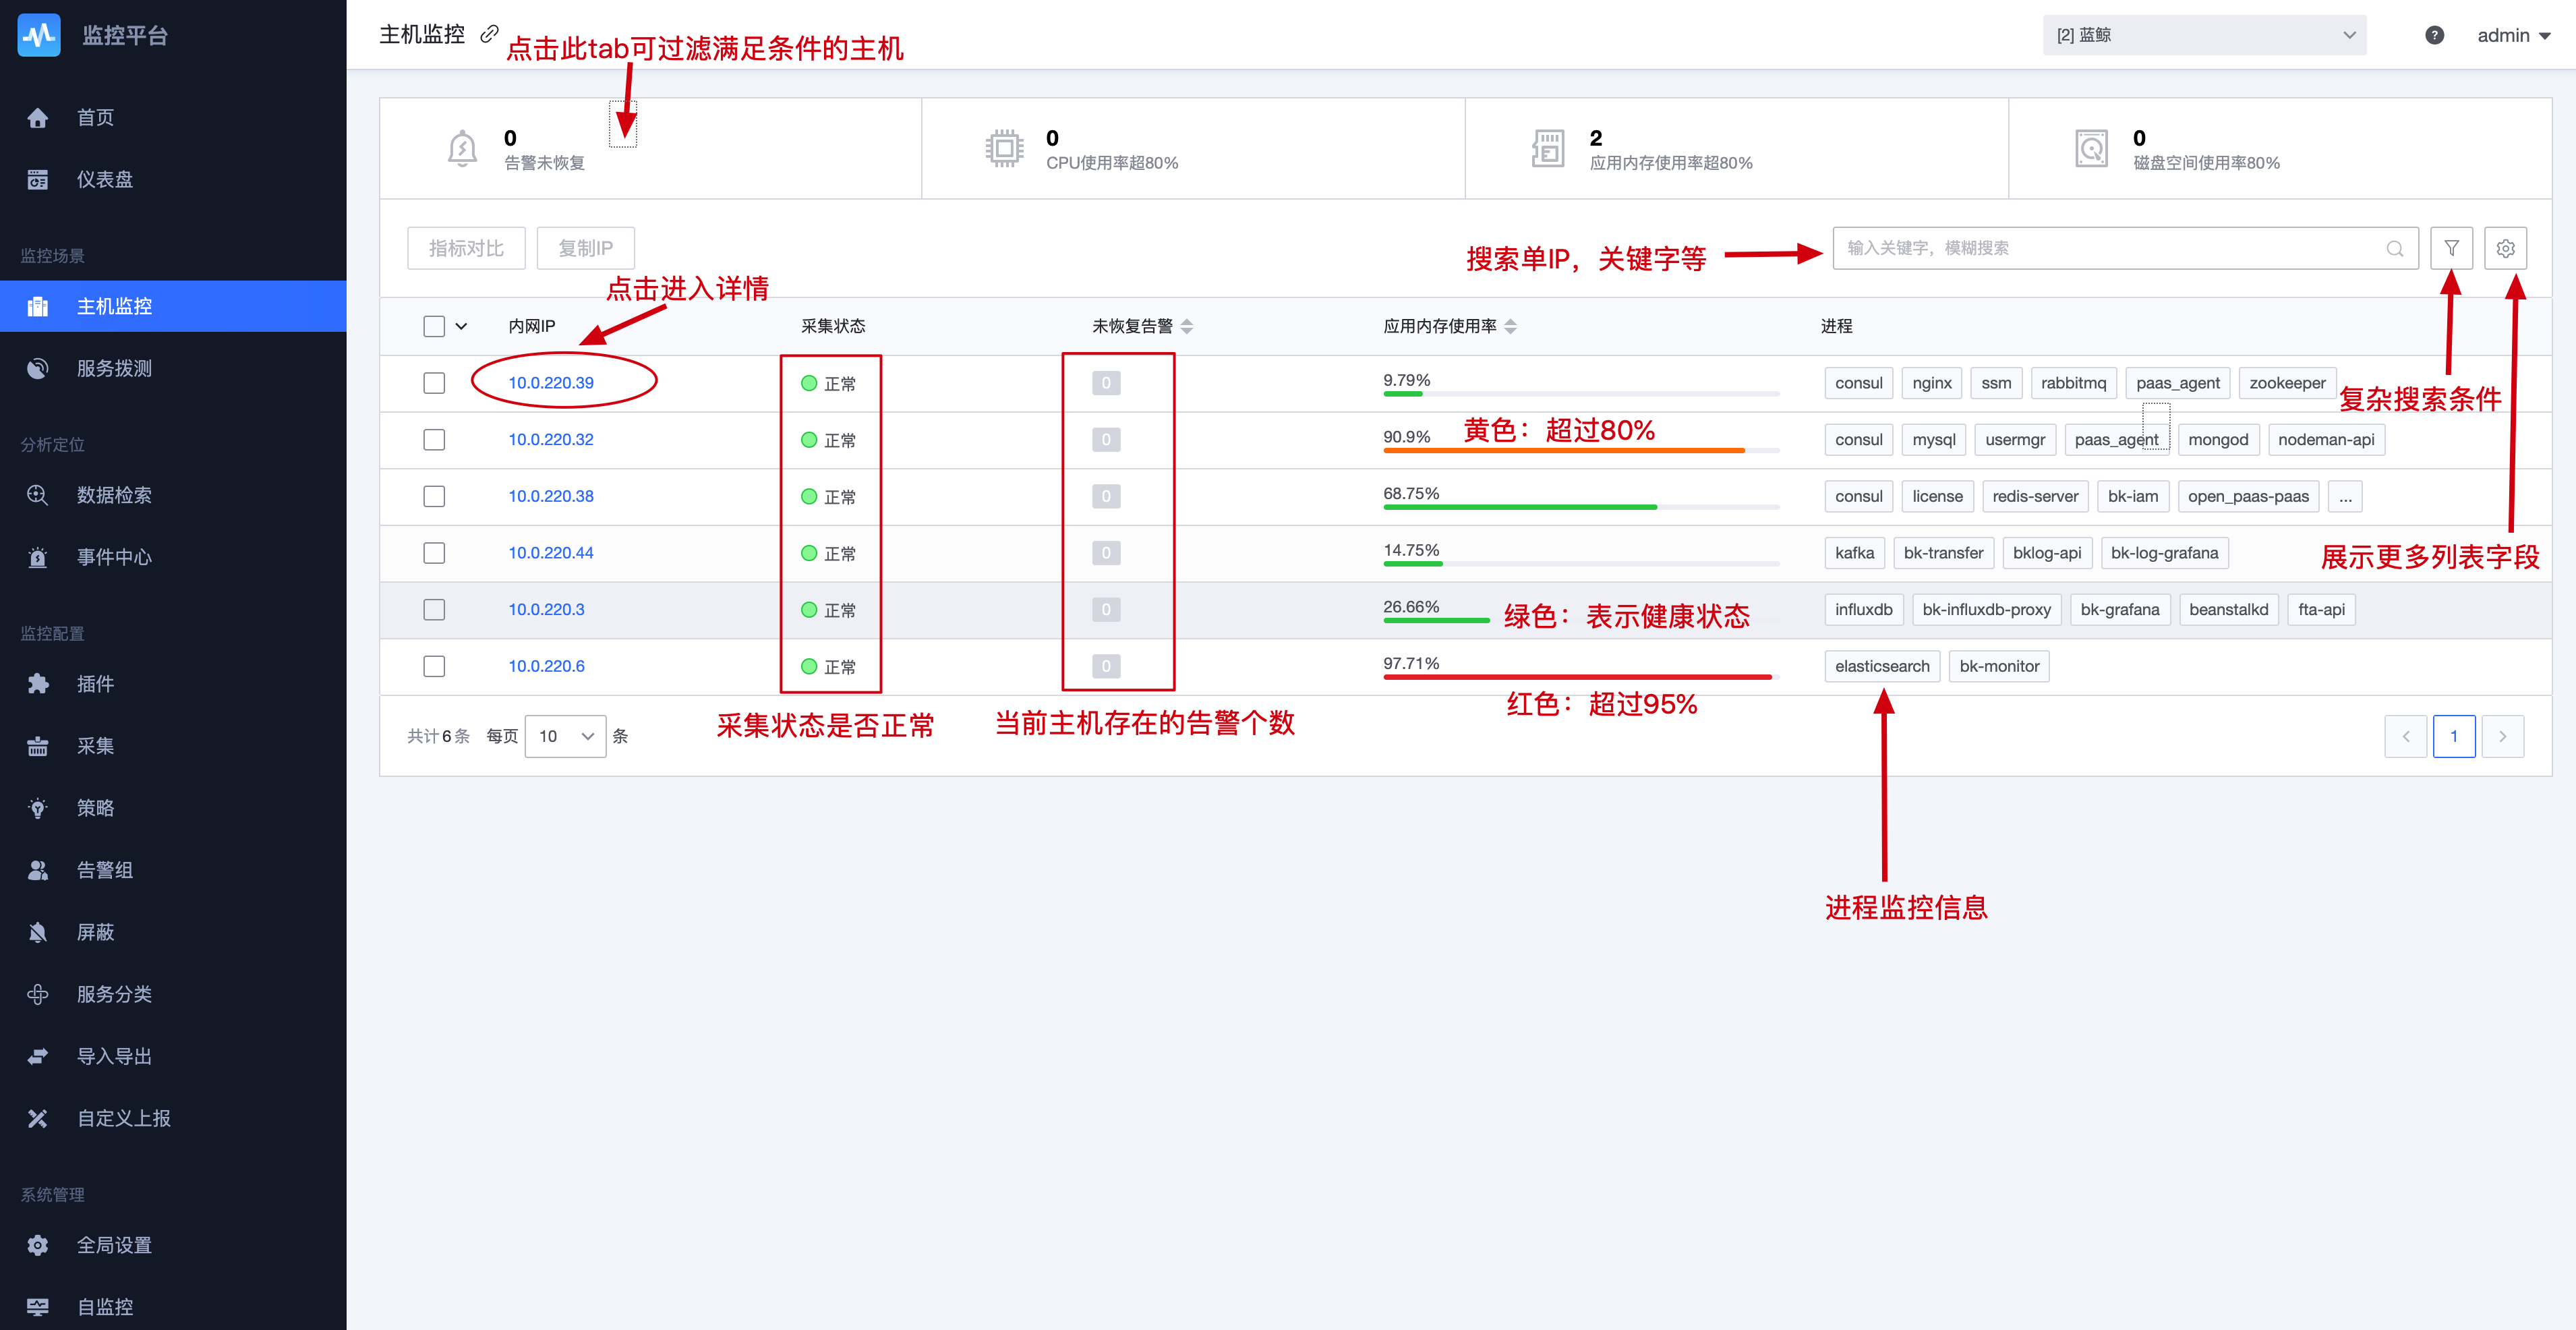 监控平台
首页
仪表盘
监控场景
主机监控
服务拨测
分析定位
数据检索
事件中心
监控配置
插件
采集
策略
告警组
屏蔽
服务分类
导入导出
自定义上报
系统管理
全局设置
自监控
主机监控
点击此tab可过滤满足条件的主机
[2] 蓝鲸
?
admin
0
告警未恢复
0
CPU使用率超80%
2
应用内存使用率超80%
0
磁盘空间使用率80%
指标对比 复制IP
搜索单IP，关键字等
输入关键字，模糊搜索
点击进入详情
内网IP 采集状态 未恢复告警 应用内存使用率 进程
10.0.220.39 正常 0 9.79% consul nginx ssm rabbitmq paas_agent zookeeper
复杂搜索条件
10.0.220.32 正常 0 90.9% 黄色：超过80% consul mysql usermgr paas_agent mongod nodeman-api
10.0.220.38 正常 0 68.75% consul license redis-server bk-iam open_paas-paas ...
10.0.220.44 正常 0 14.75% kafka bk-transfer bklog-api bk-log-grafana
展示更多列表字段
10.0.220.3 正常 0 26.66% 绿色：表示健康状态 influxdb bk-influxdb-proxy bk-grafana beanstalkd fta-api
10.0.220.6 正常 0 97.71% elasticsearch bk-monitor
红色：超过95%
采集状态是否正常
当前主机存在的告警个数
共计6条 每页 10 条
1
进程监控信息